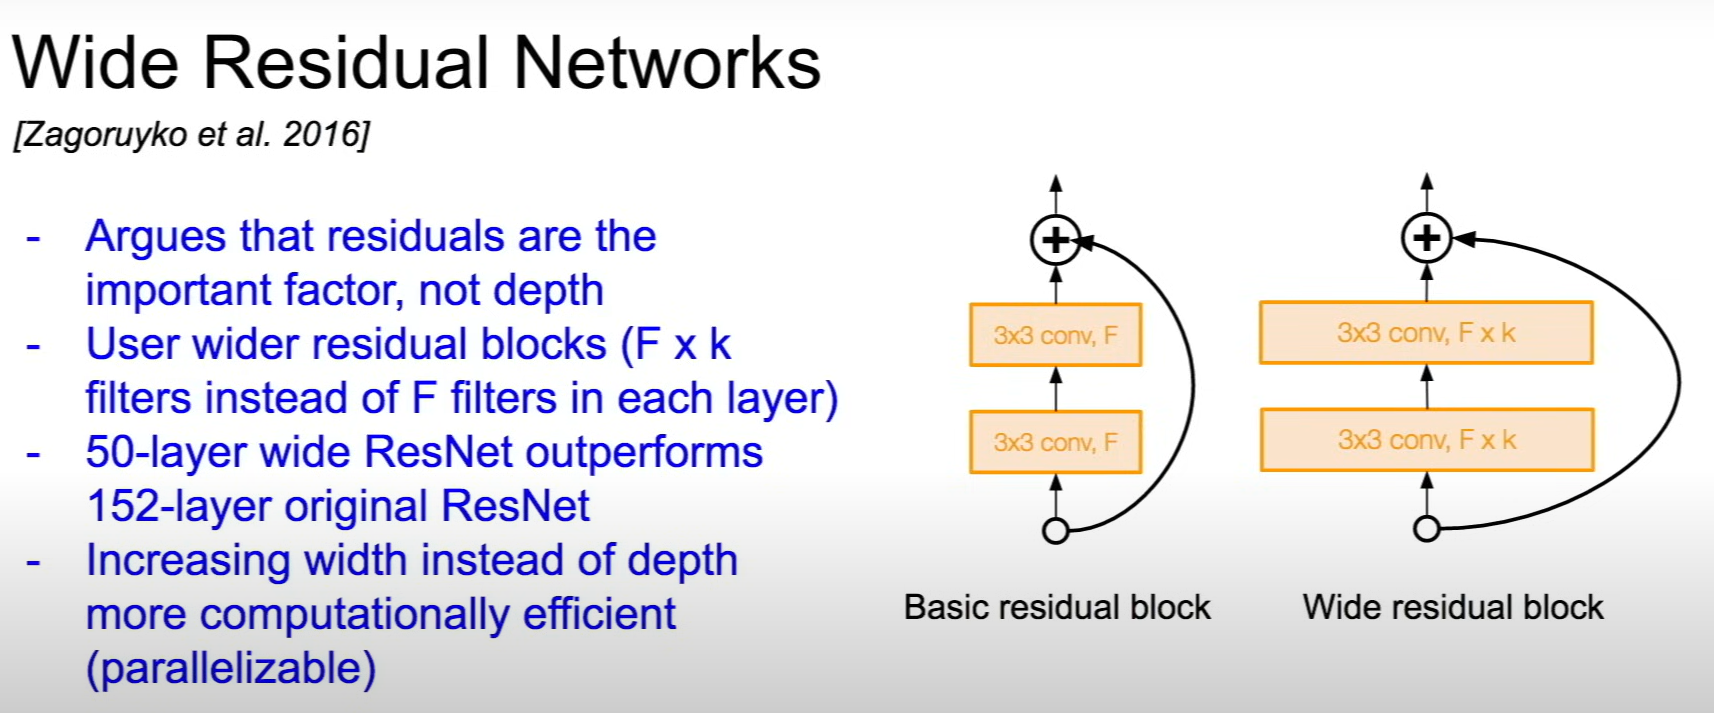 Wide Residual Networks
[Zagoruyko et al. 2016]
- Argues that residuals are the
important factor, not depth
- User wider residual blocks (F x k
filters instead of F filters in each layer)
- 50-layer wide ResNet outperforms
152-layer original ResNet
- Increasing width instead of depth
more computationally efficient
(parallelizable)
+
3x3 conv, F
3x3 conv, F
Basic residual block
+
3x3 conv, F x k
3x3 conv, F x k
Wide residual block